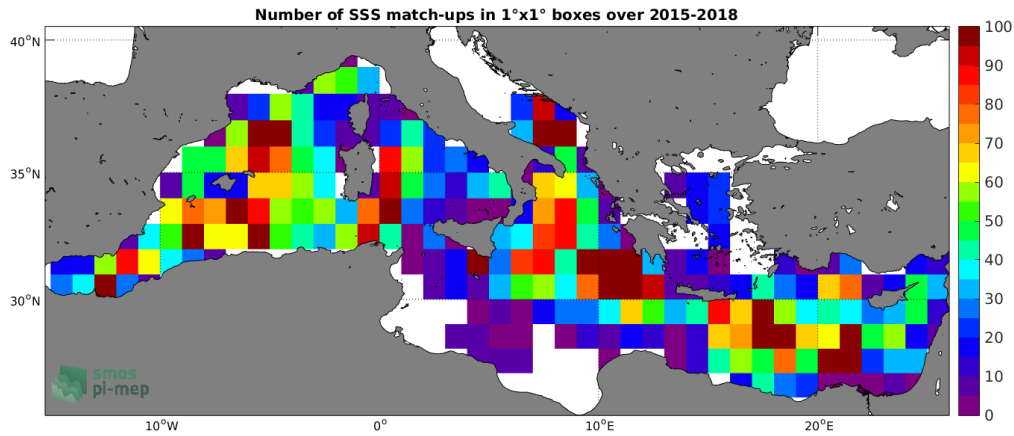 Number of SSS match-ups in 1°x1° boxes over 2015-2018
40°N
35°N
30°N
10°W
0°
10°E
20°E
100
90
80
70
60
50
40
30
20
10
0
smos
pi-mep